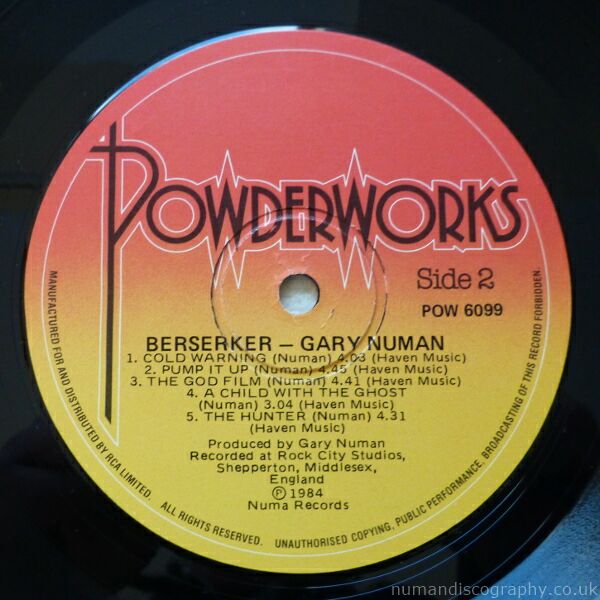 POWDERWORKS
Side 2
POW 6099
BERSERKER – GARY NUMAN
1. COLD WARNING (Numan) 4.03 (Haven Music)
2. PUMP IT UP (Numan) 4.45 (Haven Music)
3. THE GOD FILM (Numan) 4.41 (Haven Music)
4. A CHILD WITH THE GHOST
(Numan) 3.04 (Haven Music)
5. THE HUNTER (Numan) 4.31
(Haven Music)
Produced by Gary Numan
Recorded at Rock City Studios,
Shepperton, Middlesex,
England
℗ 1984
Numa Records
MANUFACTURED FOR AND DISTRIBUTED BY RCA LIMITED. ALL RIGHTS RESERVED. UNAUTHORISED COPYING, PUBLIC PERFORMANCE, BROADCASTING OF THIS RECORD FORBIDDEN.
numandiscography.co.uk